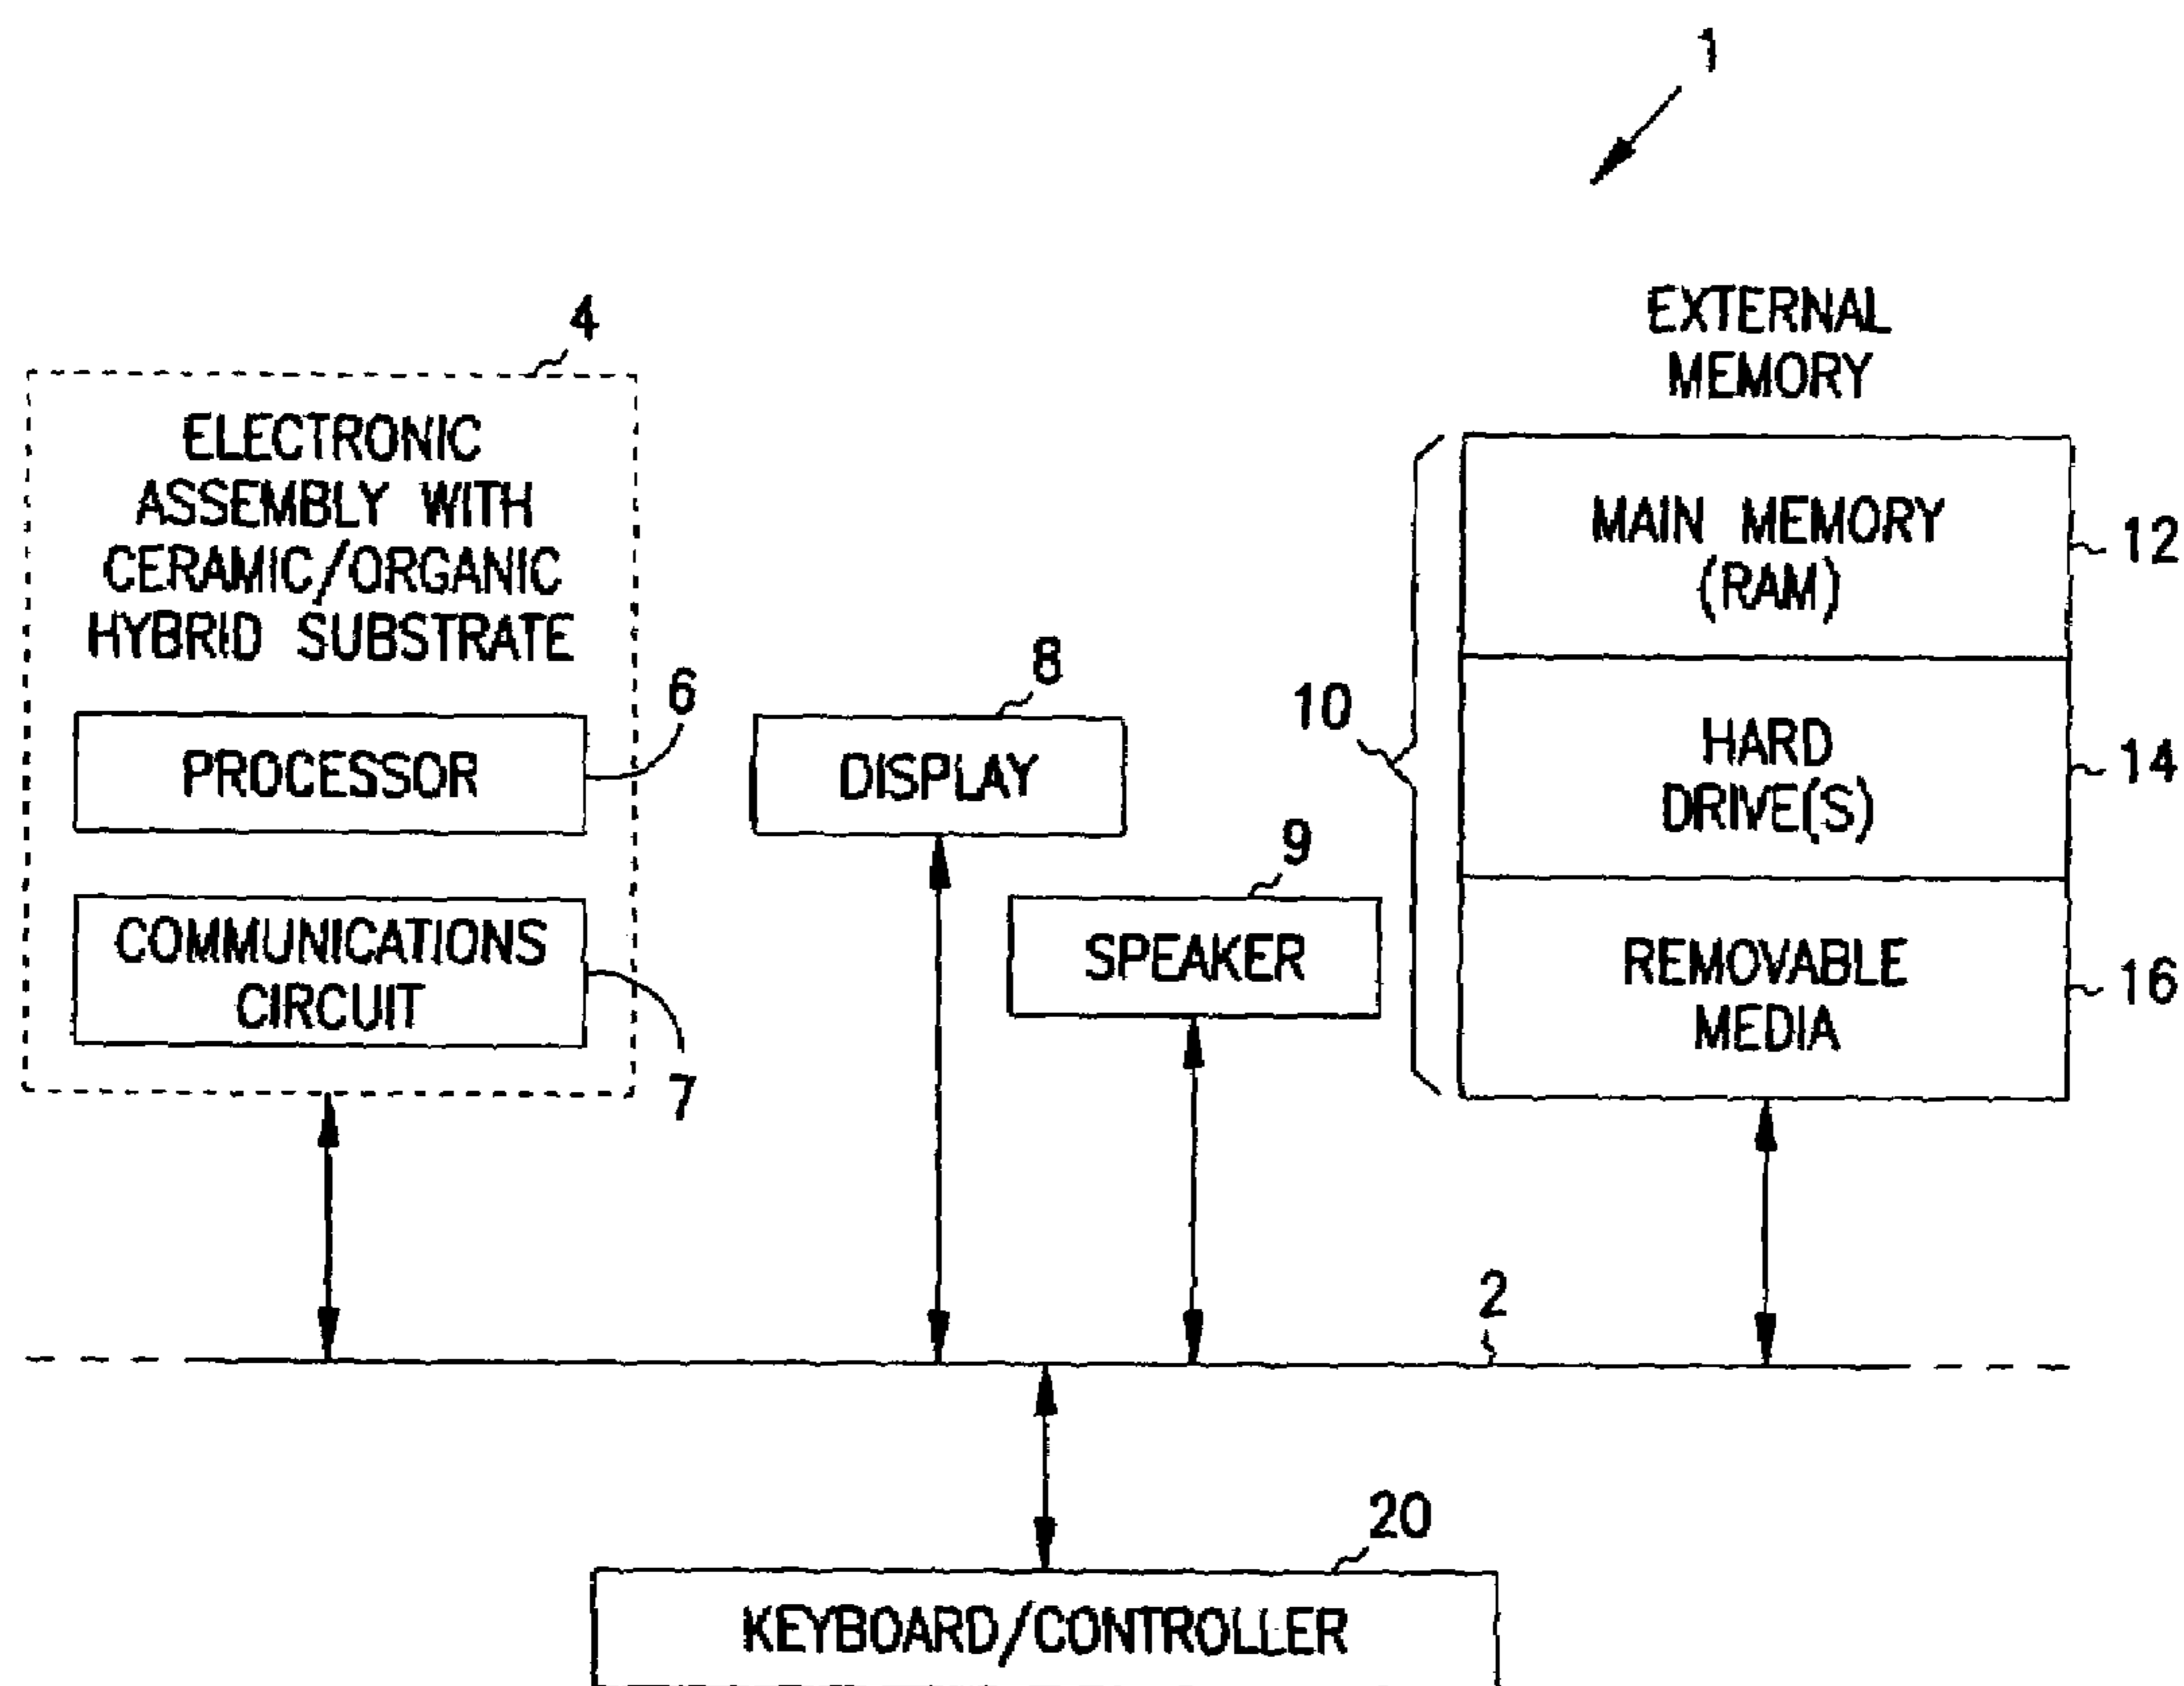 1
EXTERNAL
MEMORY
4
ELECTRONIC
ASSEMBLY WITH
CERAMIC/ORGANIC
HYBRID SUBSTRATE
6
PROCESSOR
COMMUNICATIONS
CIRCUIT
7
8
DISPLAY
9
SPEAKER
10
MAIN MEMORY
(RAM)
12
HARD
DRIVE(S)
14
REMOVABLE
MEDIA
16
2
20
KEYBOARD/CONTROLLER